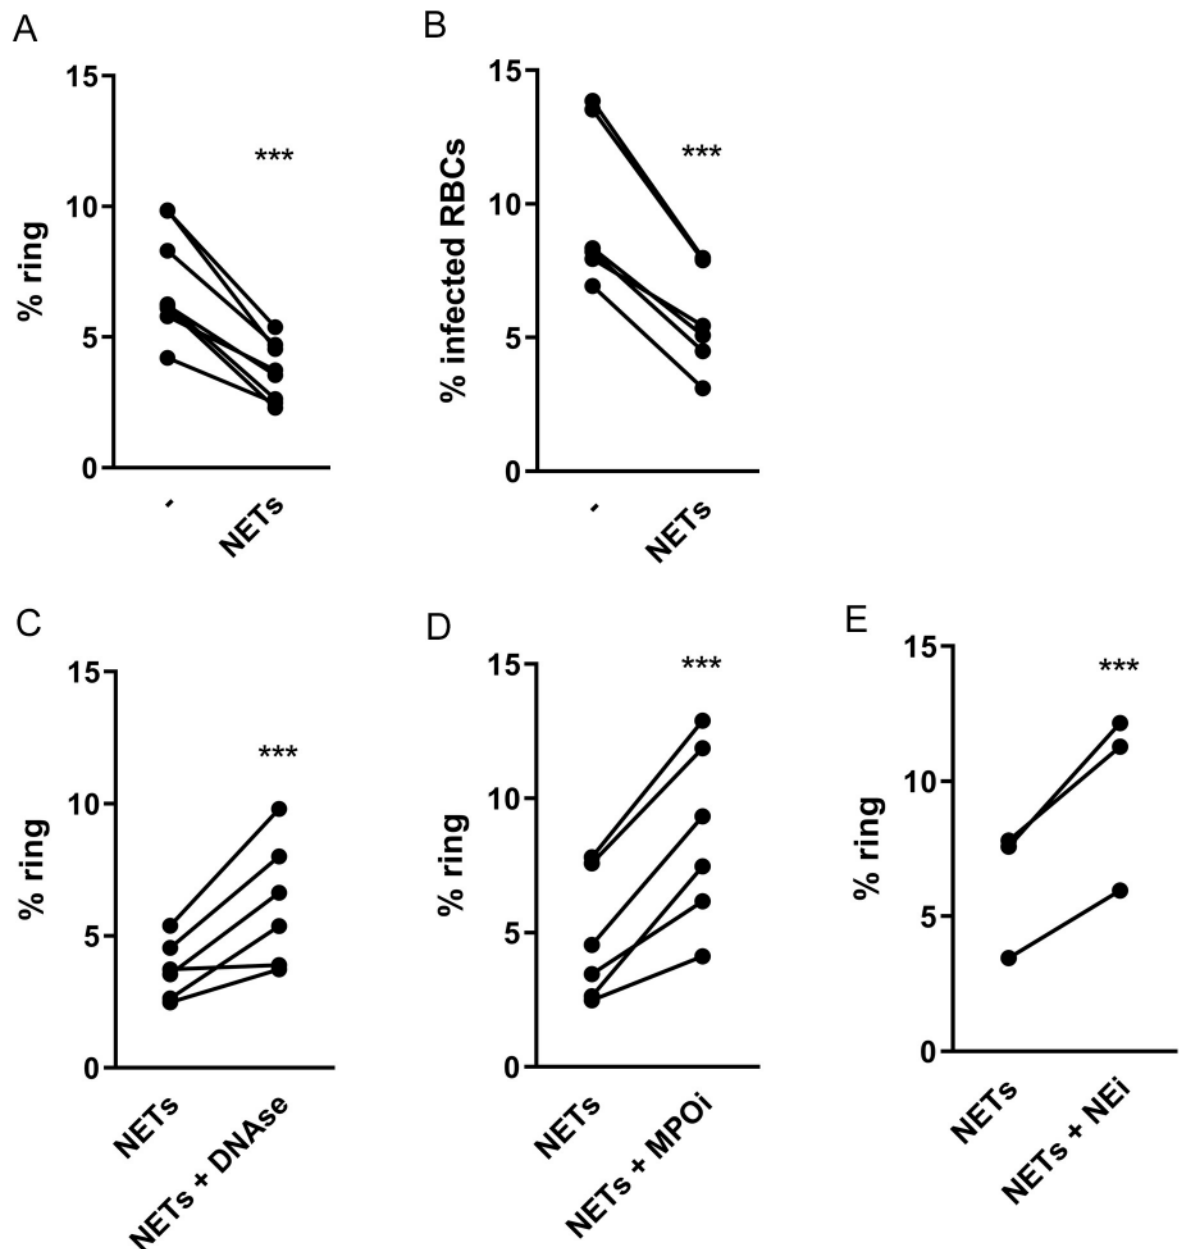 A
15
10
5
0
% ring
***
-
NETs
B
15
10
5
0
% infected RBCs
***
-
NETs
C
15
10
5
0
% ring
***
NETs
NETs + DNAse
D
15
10
5
0
% ring
***
NETs
NETs + MPOi
E
15
10
5
0
% ring
***
NETs
NETs + NEi